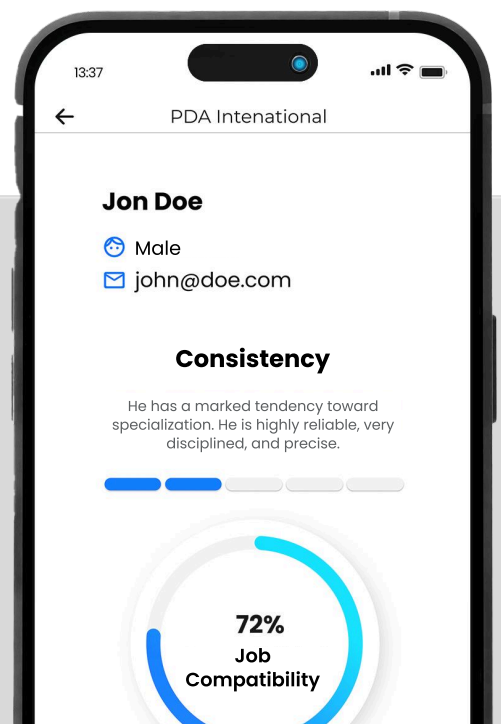 13:37
PDA Intenational
Jon Doe
Male
john@doe.com
Consistency
He has a marked tendency toward
specialization. He is highly reliable, very
disciplined, and precise.
72%
Job
Compatibility